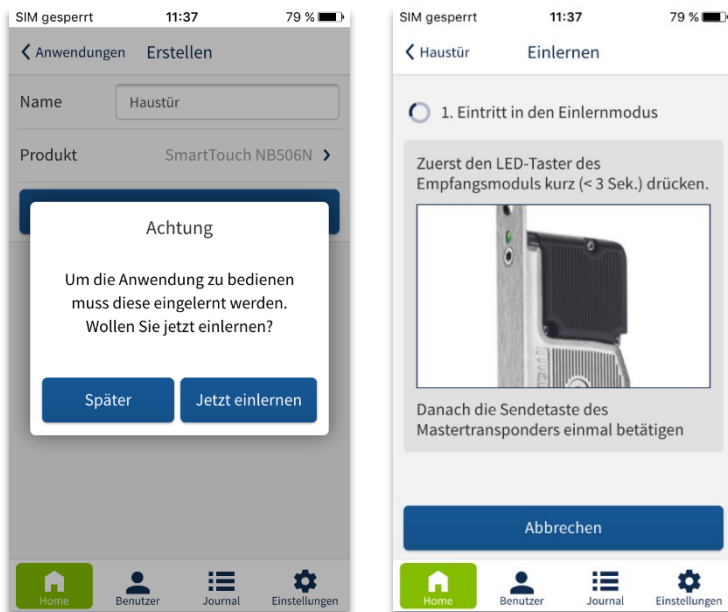 SIM gesperrt 11:37 79 %
Anwendungen Erstellen
Name Haustür
Produkt SmartTouch NB506N
Achtung
Um die Anwendung zu bedienen
muss diese eingelernt werden.
Wollen Sie jetzt einlernen?
Später Jetzt einlernen
Home Benutzer Journal Einstellungen
SIM gesperrt 11:37 79 %
Haustür Einlernen
1. Eintritt in den Einlernmodus
Zuerst den LED-Taster des
Empfangsmoduls kurz (< 3 Sek.) drücken.
Danach die Sendetaste des
Mastertransponders einmal betätigen
Abbrechen
Home Benutzer Journal Einstellungen